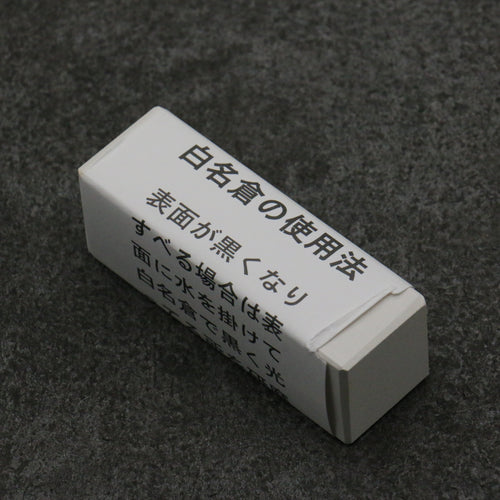 白名倉の使用法
表面が黒くなり
すべる場合は表
面に水を掛けて
白名倉で黒く光